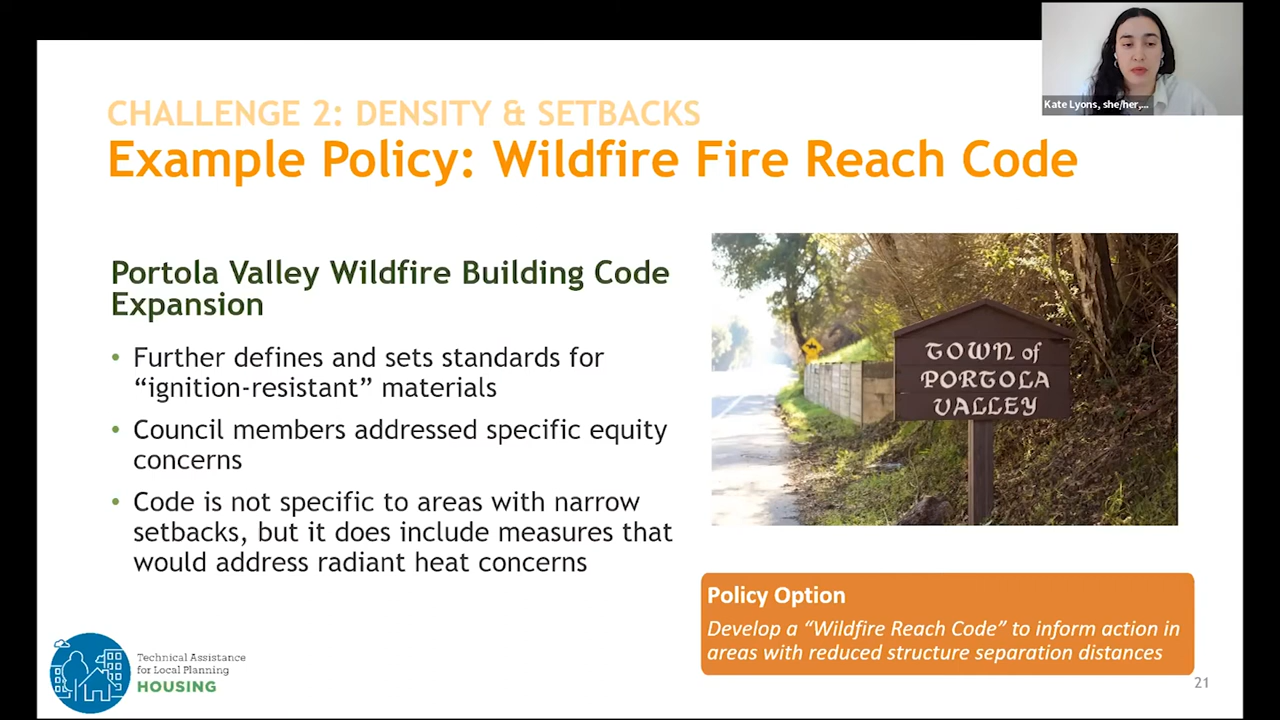 Kate Lyons, she/her,...
CHALLENGE 2: DENSITY & SETBACKS
Example Policy: Wildfire Fire Reach Code
Portola Valley Wildfire Building Code
Expansion
• Further defines and sets standards for
“ignition-resistant” materials
• Council members addressed specific equity
concerns
• Code is not specific to areas with narrow
setbacks, but it does include measures that
would address radiant heat concerns
TOWN of
PORTOLA
VALLEY
Policy Option
Develop a “Wildfire Reach Code” to inform action in
areas with reduced structure separation distances
Technical Assistance
for Local Planning
HOUSING
21